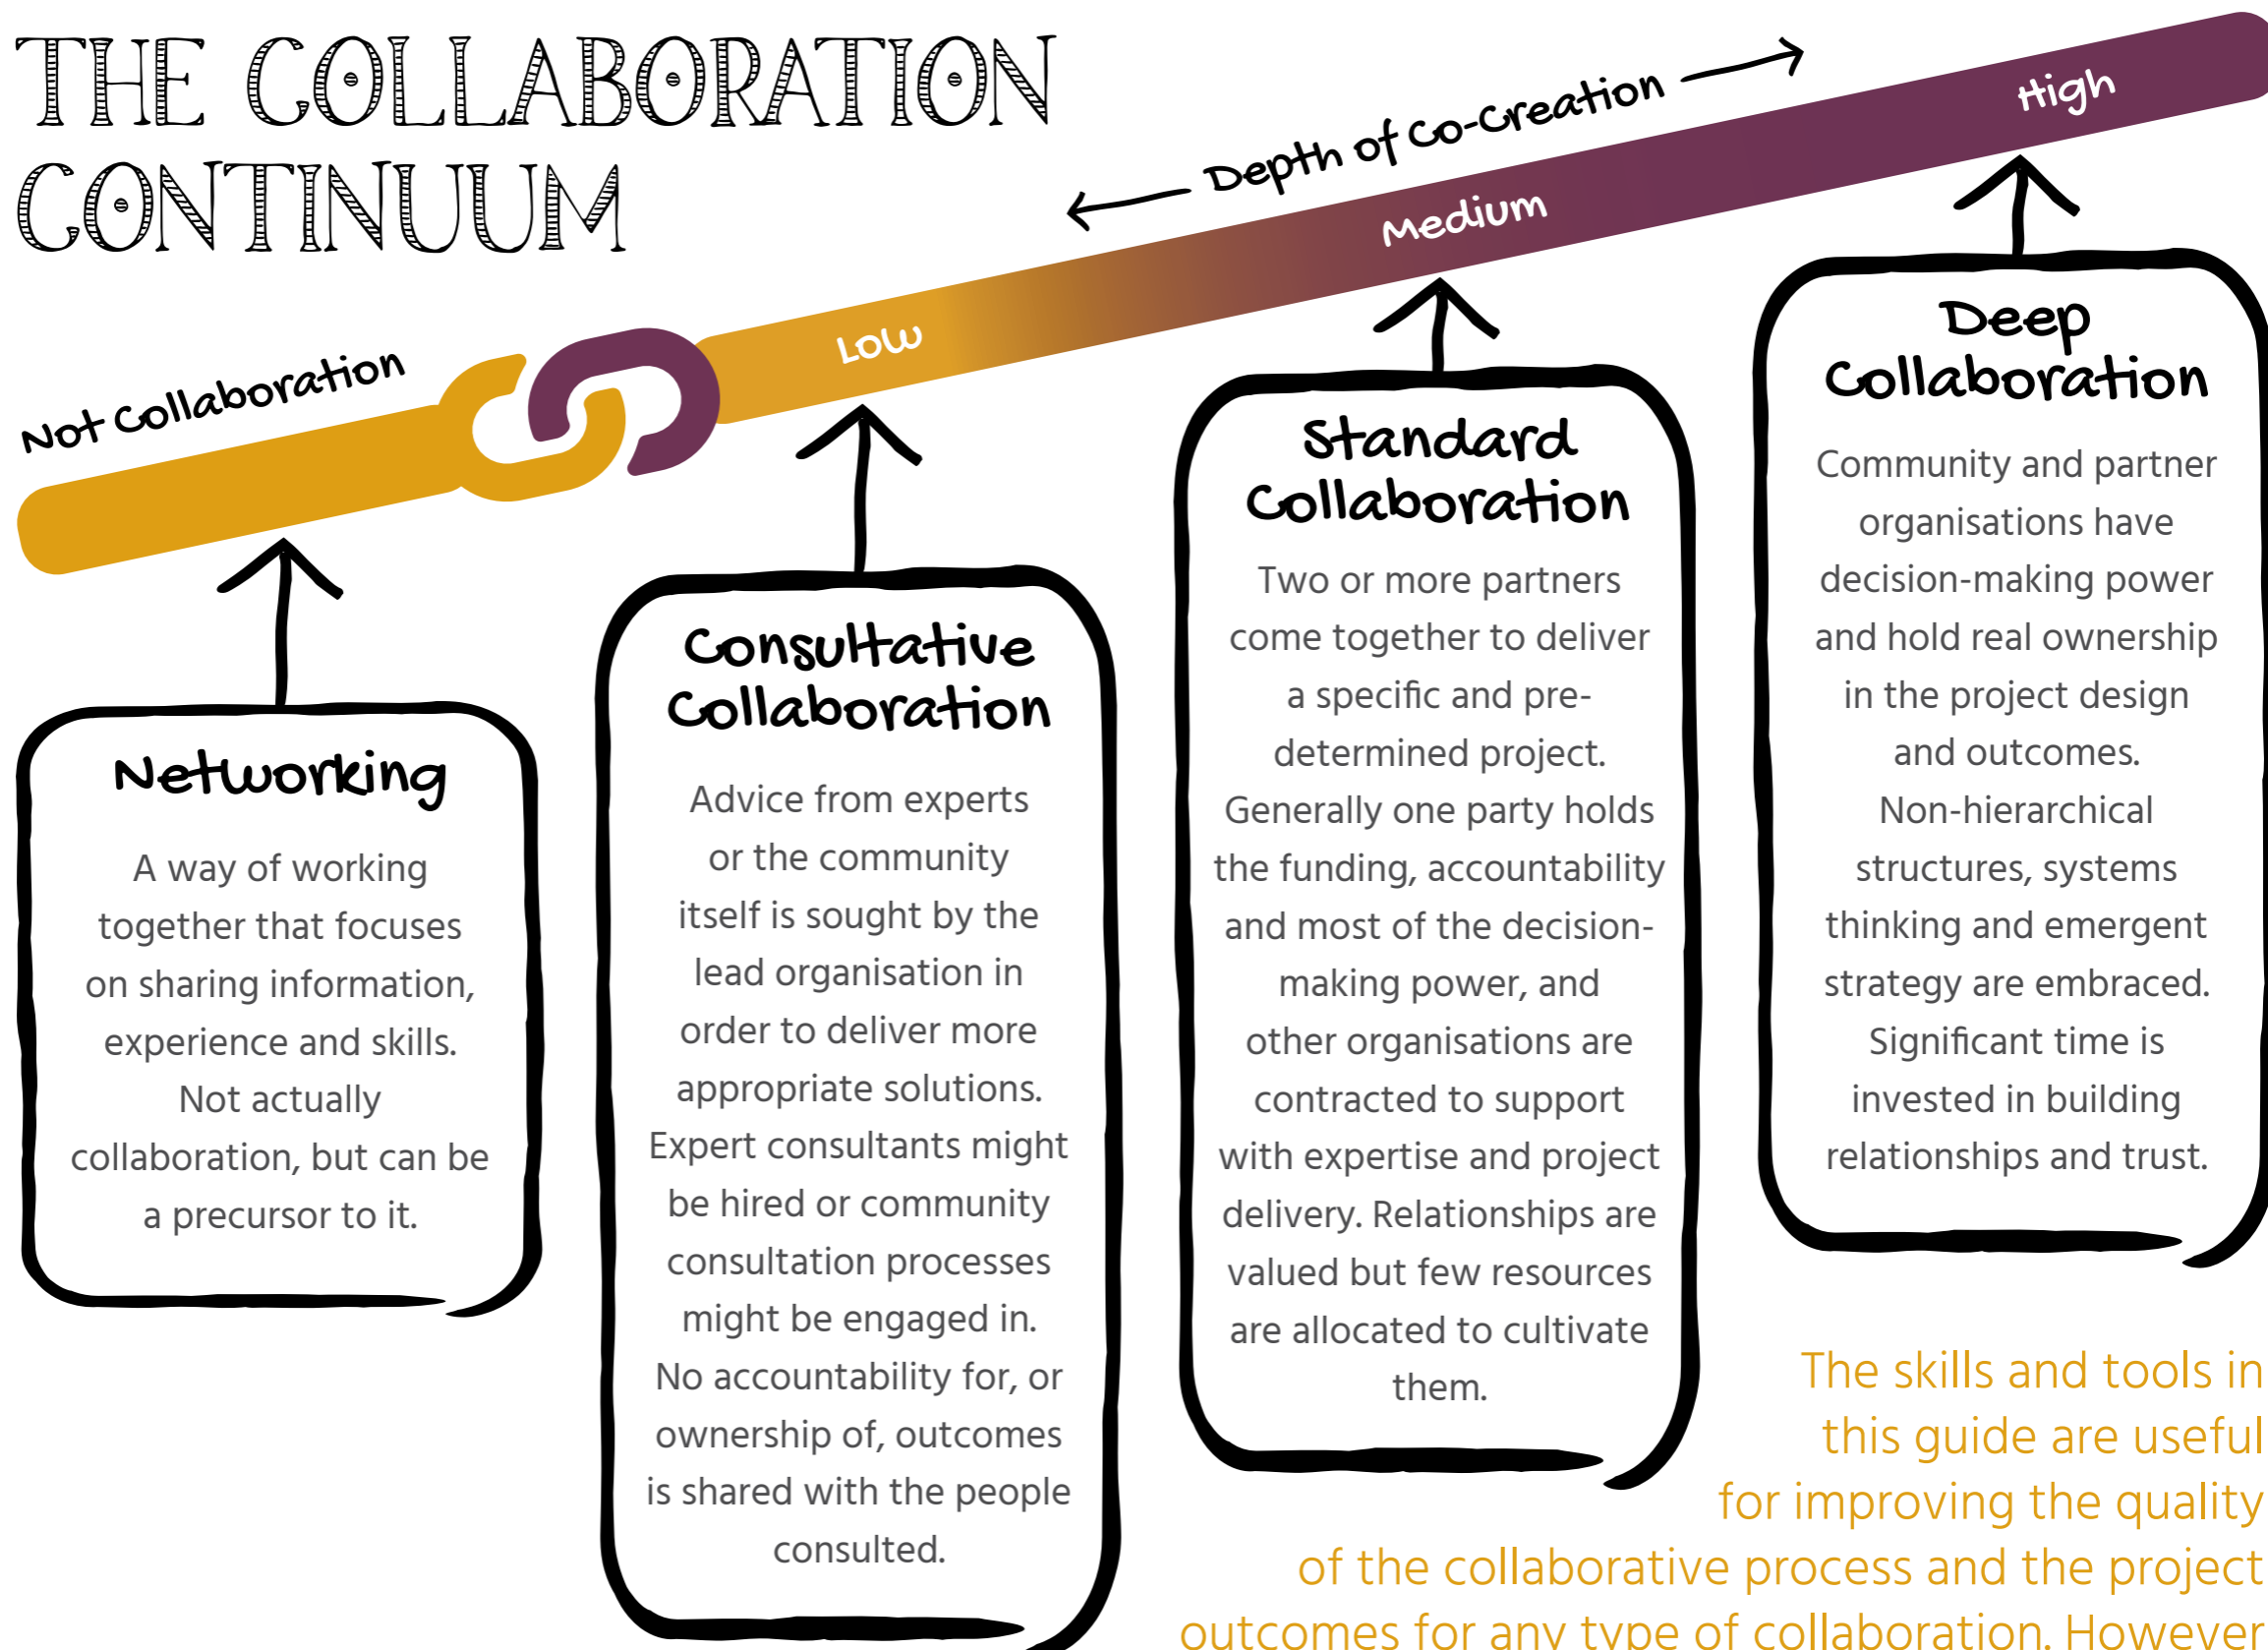 THE COLLABORATION
CONTINUUM
Not Collaboration
Low
Depth of Co-Creation
Medium
High
Networking
A way of working
together that focuses
on sharing information,
experience and skills.
Not actually
collaboration, but can be
a precursor to it.
Consultative
Collaboration
Advice from experts
or the community
itself is sought by the
lead organisation in
order to deliver more
appropriate solutions.
Expert consultants might
be hired or community
consultation processes
might be engaged in.
No accountability for, or
ownership of, outcomes
is shared with the people
consulted.
Standard
Collaboration
Two or more partners
come together to deliver
a specific and pre-
determined project.
Generally one party holds
the funding, accountability
and most of the decision-
making power, and
other organisations are
contracted to support
with expertise and project
delivery. Relationships are
valued but few resources
are allocated to cultivate
them.
Deep
Collaboration
Community and partner
organisations have
decision-making power
and hold real ownership
in the project design
and outcomes.
Non-hierarchical
structures, systems
thinking and emergent
strategy are embraced.
Significant time is
invested in building
relationships and trust.
The skills and tools in
this guide are useful
for improving the quality
of the collaborative process and the project
outcomes for any type of collaboration. However